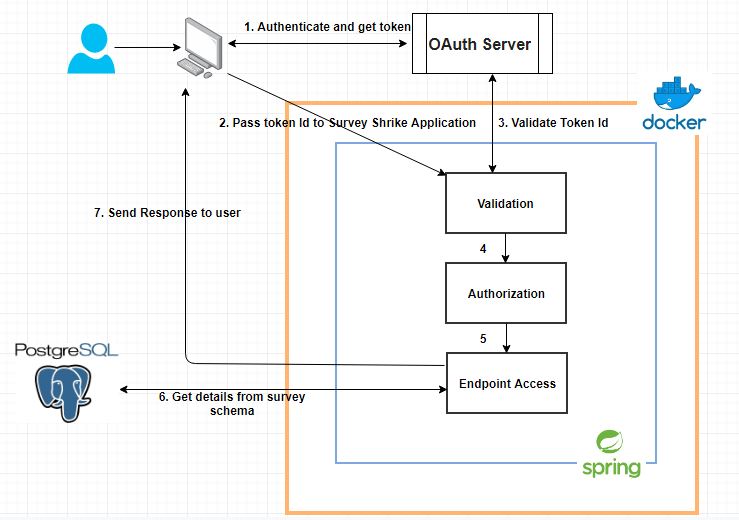 1. Authenticate and get token
OAuth Server
docker
2. Pass token Id to Survey Shrike Application
3. Validate Token Id
Validation
7. Send Response to user
4
Authorization
5
PostgreSQL
Endpoint Access
6. Get details from survey
schema
spring